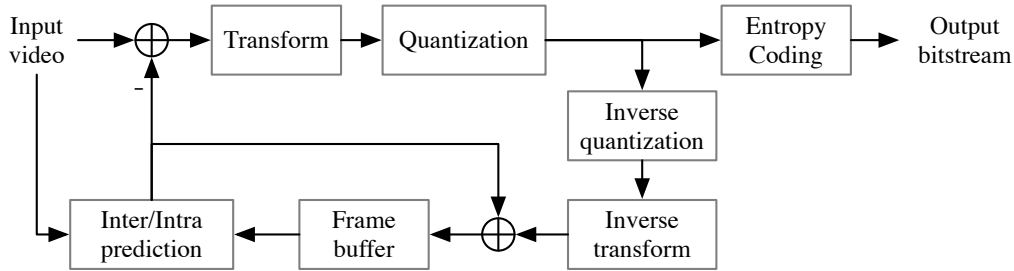 Input
video
Transform
Quantization
Entropy
Coding
Output
bitstream
-
Inverse
quantization
Inter/Intra
prediction
Frame
buffer
Inverse
transform